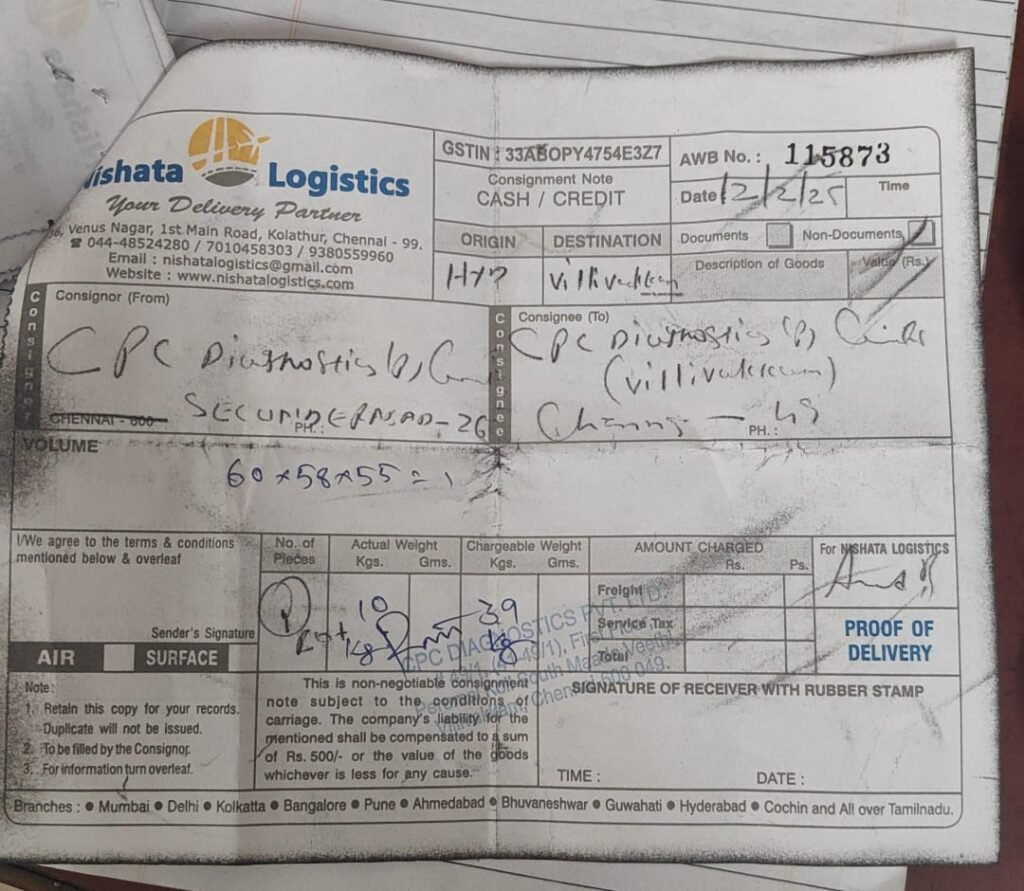 Nishata Logistics
Your Delivery Partner
Venus Nagar, 1st Main Road, Kolathur, Chennai - 99.
☎ 044-48524280 / 7010458303 / 9380559960
Email : nishatalogistics@gmail.com
Website : www.nishatalogistics.com
GSTIN : 33ABOPY4754E3Z7
Consignment Note
CASH / CREDIT
AWB No. : 115873
Date 12/2/25
Time
ORIGIN
DESTINATION
HYD
Villivakkam
Documents
Non-Documents
Description of Goods
Value (Rs.)
Consignor
Consignor (From)
CPC Diagnostics (P)
SECUNDERABAD-26
CHENNAI - 600
PH. :
Consignee
Consignee (To)
CPC Diagnostics (P)
(Villivakkam)
PH. :
VOLUME
60 x 58 x 55 = 1
I/We agree to the terms & conditions
mentioned below & overleaf
Sender's Signature
AIR
SURFACE
No. of
Pieces
Actual Weight
Kgs. Gms.
10
kg
Chargeable Weight
Kgs. Gms.
39
kg
AMOUNT CHARGED
Rs. Ps.
Freight
Service Tax
Total
For NISHATA LOGISTICS
PROOF OF
DELIVERY
CPC DIAGNOSTICS PVT. LTD.
Chennai-600 049.
Note :
1. Retain this copy for your records.
Duplicate will not be issued.
2. To be filled by the Consignor.
3. For information turn overleaf.
This is non-negotiable consignment
note subject to the conditions of
carriage. The company's liability for the
mentioned shall be compensated to a sum
of Rs. 500/- or the value of the goods
whichever is less for any cause.
SIGNATURE OF RECEIVER WITH RUBBER STAMP
TIME :
DATE :
Branches : ● Mumbai ● Delhi ● Kolkatta ● Bangalore ● Pune ● Ahmedabad ● Bhuvaneshwar ● Guwahati ● Hyderabad ● Cochin and All over Tamilnadu.